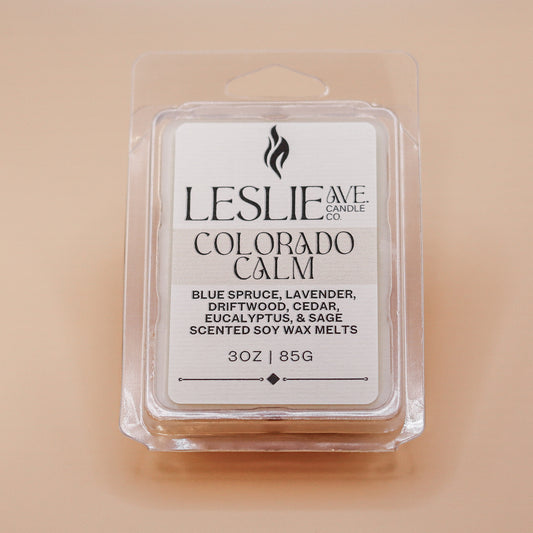 LESLIE AVE.
CANDLE
CO.
COLORADO
CALM
BLUE SPRUCE, LAVENDER,
DRIFTWOOD, CEDAR,
EUCALYPTUS, & SAGE
SCENTED SOY WAX MELTS
3OZ | 85G